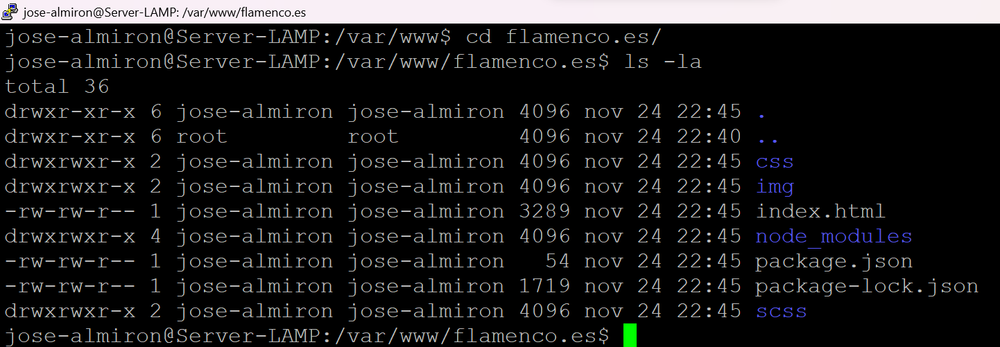 jose-almiron@Server-LAMP: /var/www/flamenco.es
jose-almiron@Server-LAMP:/var/www$ cd flamenco.es/
jose-almiron@Server-LAMP:/var/www/flamenco.es$ ls -la
total 36
drwxr-xr-x 6 jose-almiron jose-almiron 4096 nov 24 22:45 .
drwxr-xr-x 6 root         root         4096 nov 24 22:40 ..
drwxrwxr-x 2 jose-almiron jose-almiron 4096 nov 24 22:45 css
drwxrwxr-x 2 jose-almiron jose-almiron 4096 nov 24 22:45 img
-rw-rw-r-- 1 jose-almiron jose-almiron 3289 nov 24 22:45 index.html
drwxrwxr-x 4 jose-almiron jose-almiron 4096 nov 24 22:45 node_modules
-rw-rw-r-- 1 jose-almiron jose-almiron   54 nov 24 22:45 package.json
-rw-rw-r-- 1 jose-almiron jose-almiron 1719 nov 24 22:45 package-lock.json
drwxrwxr-x 2 jose-almiron jose-almiron 4096 nov 24 22:45 scss
jose-almiron@Server-LAMP:/var/www/flamenco.es$